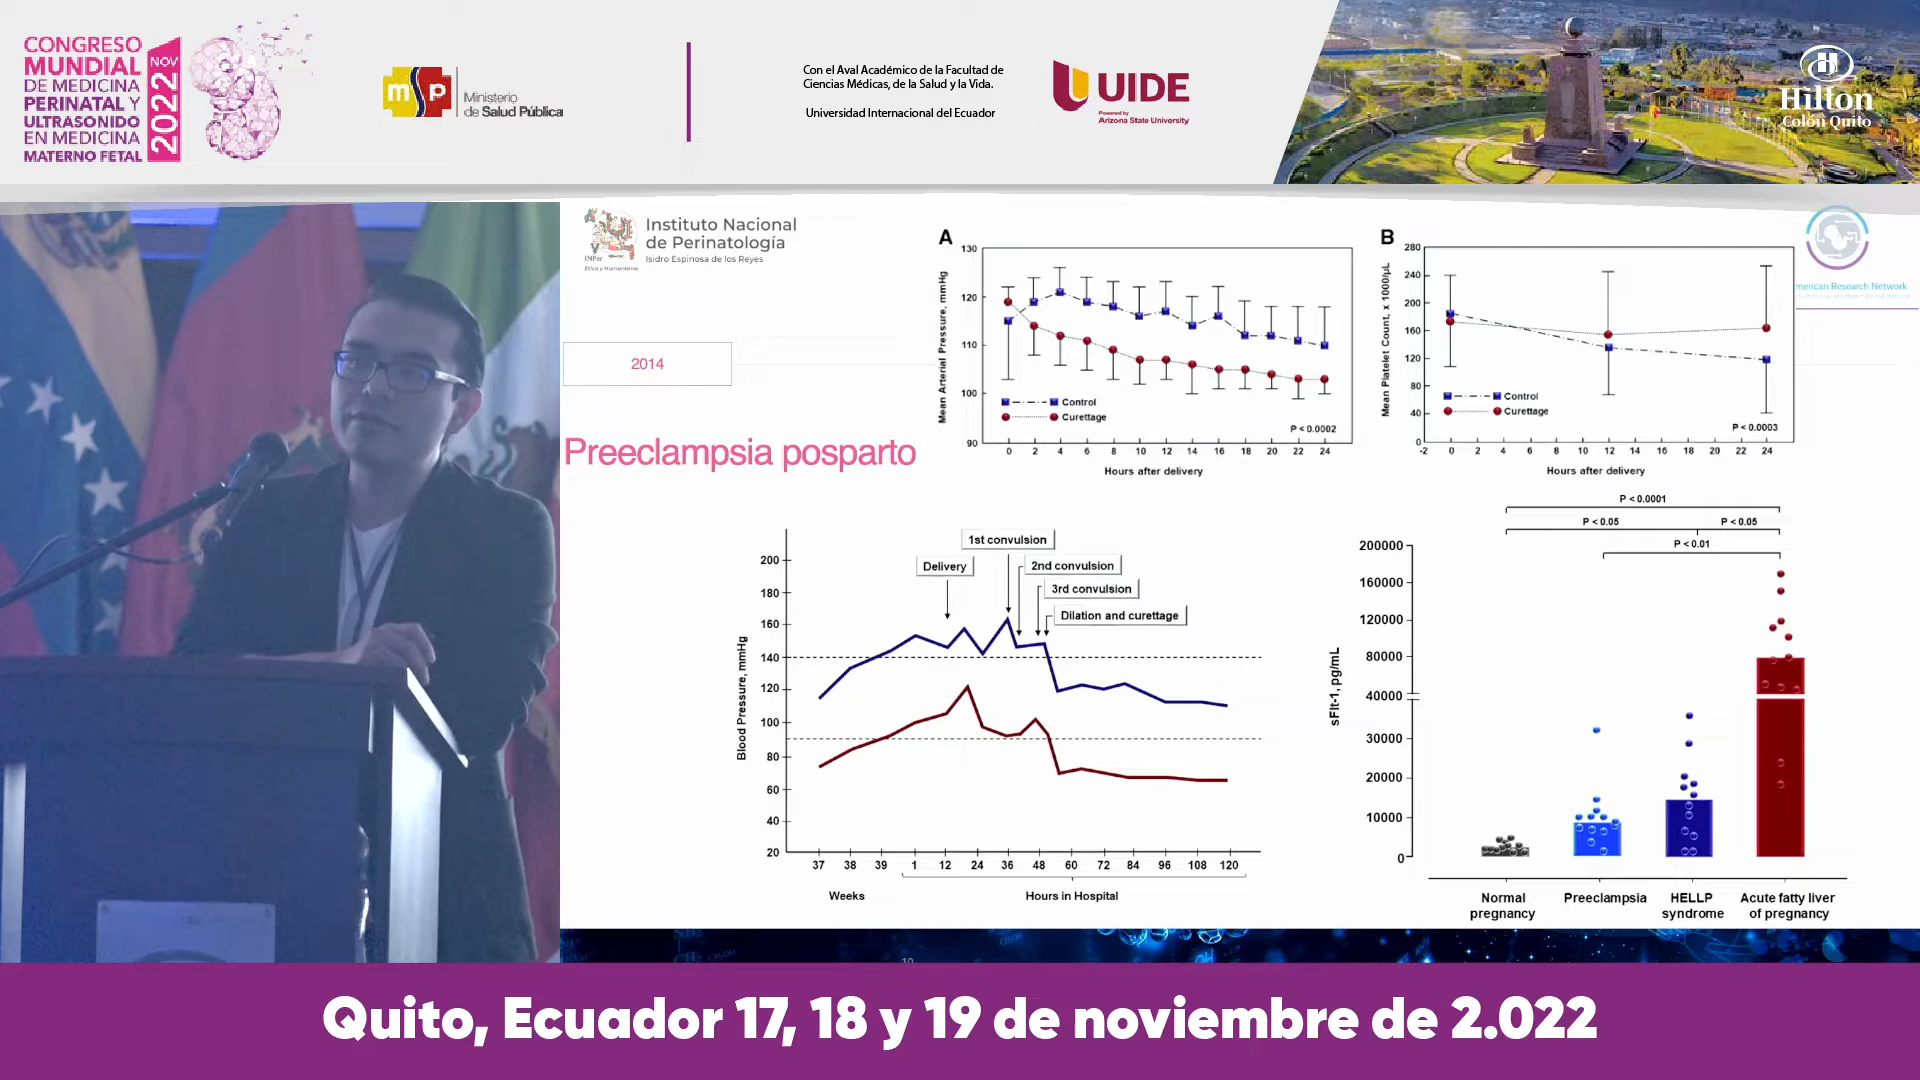 CONGRESO
MUNDIAL
DE MEDICINA
PERINATAL Y
ULTRASONIDO
EN MEDICINA
MATERNO FETAL
NOV
2022
msp
Ministerio
de Salud Pública
Con el Aval Académico de la Facultad de
Ciencias Médicas, de la Salud y la Vida.
Universidad Internacional del Ecuador
UIDE
Powered by
Arizona State University
Hilton
Colón Quito
INPer
Ética y Humanismo
Instituto Nacional
de Perinatología
Isidro Espinosa de los Reyes
merican Research Network
2014
Preeclampsia posparto
A
Mean Arterial Pressure, mmHg
130
120
110
100
90
Control
Curettage
P < 0.0002
0 2 4 6 8 10 12 14 16 18 20 22 24
Hours after delivery
B
Mean Platelet Count, x 1000/µL
280
240
200
160
120
80
40
0
Control
Curettage
P < 0.0003
-2 0 2 4 6 8 10 12 14 16 18 20 22 24
Hours after delivery
Blood Pressure, mmHg
200
180
160
140
120
100
80
60
40
20
1st convulsion
Delivery
2nd convulsion
3rd convulsion
Dilation and curettage
37 38 39 1 12 24 36 48 60 72 84 96 108 120
Weeks
Hours in Hospital
P < 0.0001
P < 0.05
P < 0.05
P < 0.01
sFlt-1, pg/mL
200000
160000
120000
80000
40000
30000
20000
10000
0
Normal
pregnancy
Preeclampsia
HELLP
syndrome
Acute fatty liver
of pregnancy
10
Quito, Ecuador 17, 18 y 19 de noviembre de 2.022